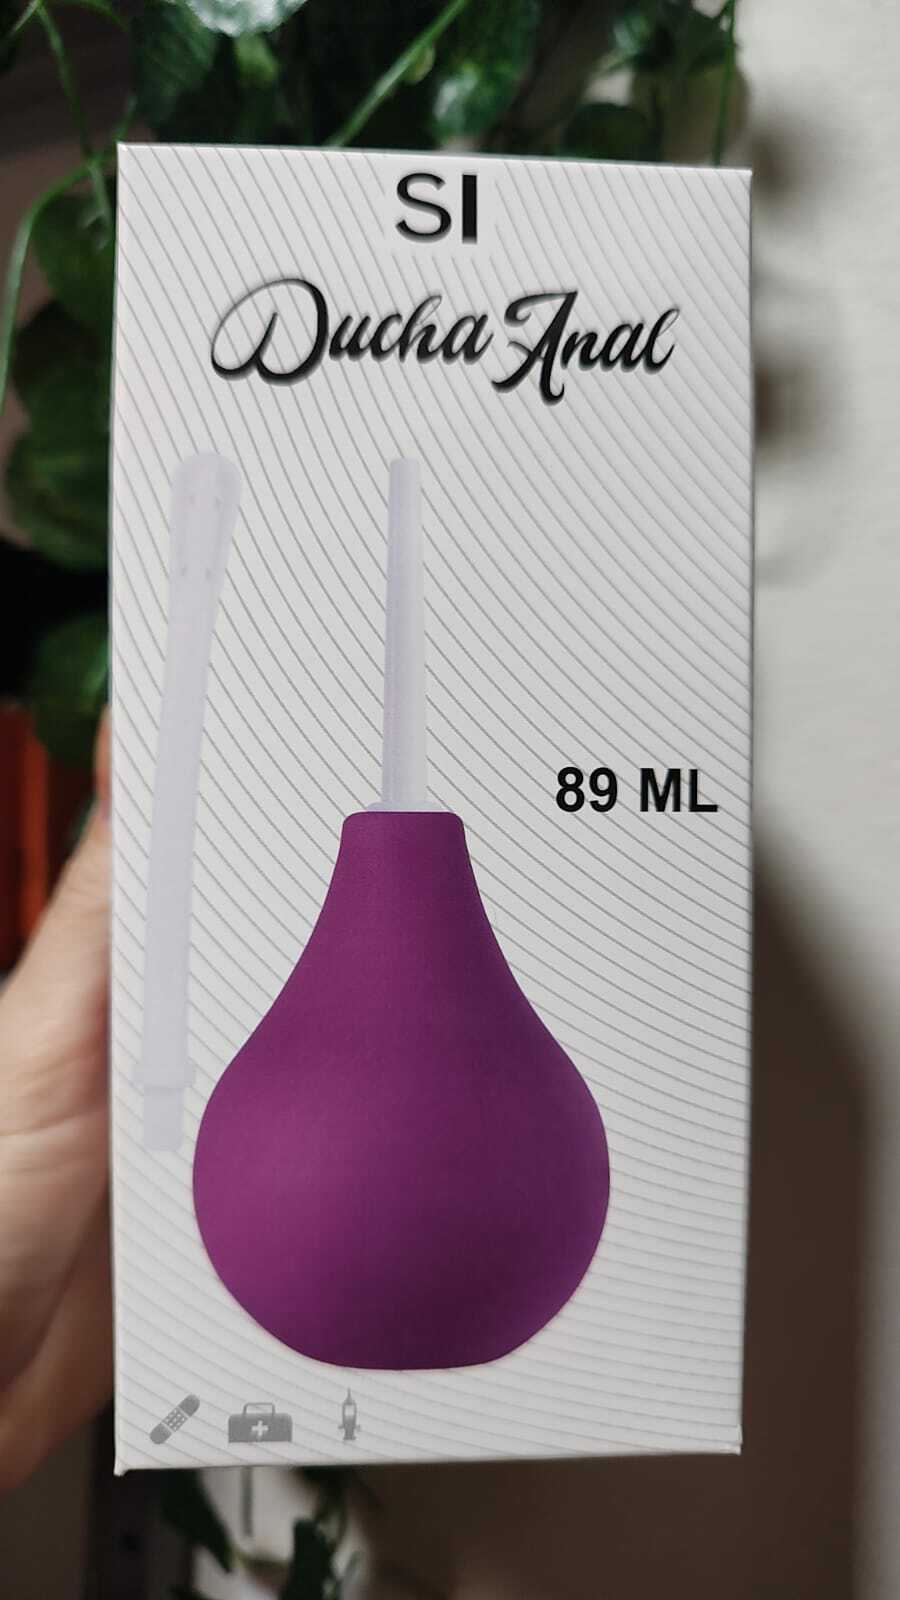 SI
Ducha Anal
89 ML